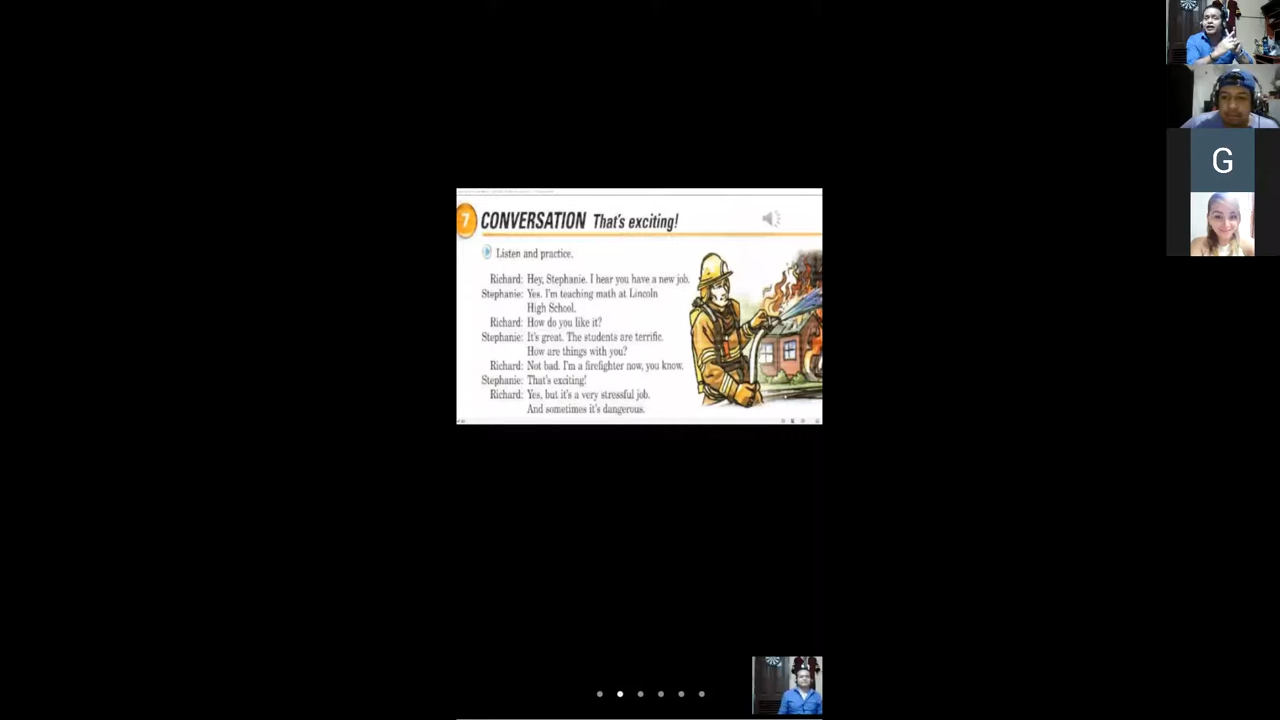 7 CONVERSATION That's exciting!
Listen and practice.
Richard: Hey, Stephanie. I hear you have a new job.
Stephanie: Yes. I'm teaching math at Lincoln
High School.
Richard: How do you like it?
Stephanie: It's great. The students are terrific.
How are things with you?
Richard: Not bad. I'm a firefighter now, you know.
Stephanie: That's exciting!
Richard: Yes, but it's a very stressful job.
And sometimes it's dangerous.
G